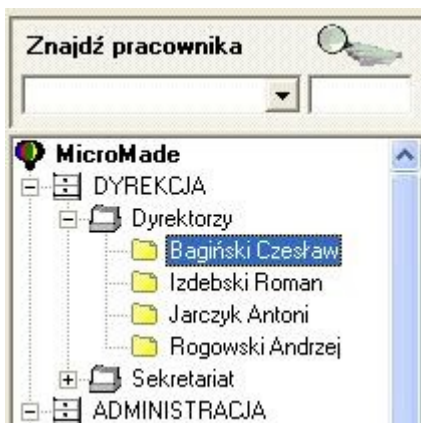 Znajdź pracownika
MicroMade
DYREKCJA
Dyrektorzy
Bagiński Czesław
Izdebski Roman
Jarczyk Antoni
Rogowski Andrzej
Sekretariat
ADMINISTRACJA